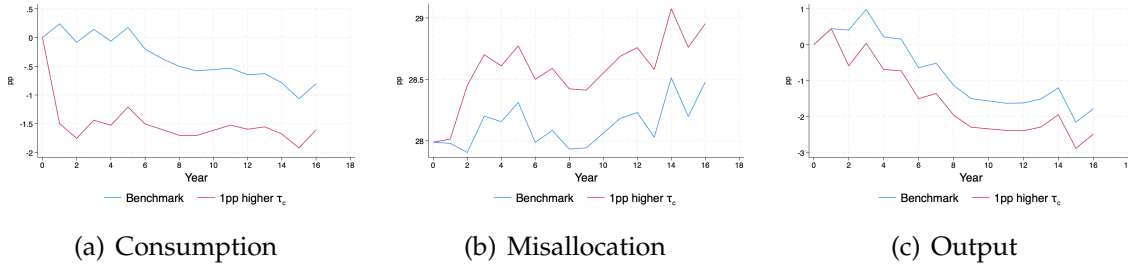 .5
0
-.5
-1
-1.5
-2
pp
0 2 4 6 8 10 12 14 16 18
Year
Benchmark 1pp higher τc
(a) Consumption
29
28.5
28
pp
0 2 4 6 8 10 12 14 16 18
Year
Benchmark 1pp higher τc
(b) Misallocation
1
0
-1
-2
-3
pp
0 2 4 6 8 10 12 14 16 18
Year
Benchmark 1pp higher τc
(c) Output